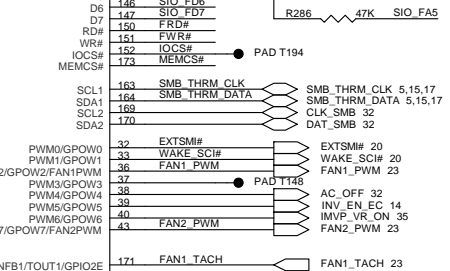 D6 146 SIO_FD6
D7 147 SIO_FD7
R286 47K SIO_FA5
RD# 150 FRD#
WR# 151 FWR#
IOCS# 152 IOCS# PAD T194
MEMCS# 173 MEMCS#
SCL1 163 SMB_THRM_CLK SMB_THRM_CLK 5,15,17
SDA1 164 SMB_THRM_DATA SMB_THRM_DATA 5,15,17
SCL2 169 CLK_SMB 32
SDA2 170 DAT_SMB 32
PWM0/GPOW0 32 EXTSMI# EXTSMI# 20
PWM1/GPOW1 33 WAKE_SCI# WAKE_SCI# 20
2/GPOW2/FAN1PWM 36 FAN1_PWM FAN1_PWM 23
PWM3/GPOW3 37 PAD T148
PWM4/GPOW4 38 AC_OFF 32
PWM5/GPOW5 39 INV_EN_EC 14
PWM6/GPOW6 40 IMVP_VR_ON 35
7/GPOW7/FAN2PWM 43 FAN2_PWM FAN2_PWM 23
NFB1/TOUT1/GPIO2E 171 FAN1_TACH FAN1_TACH 23